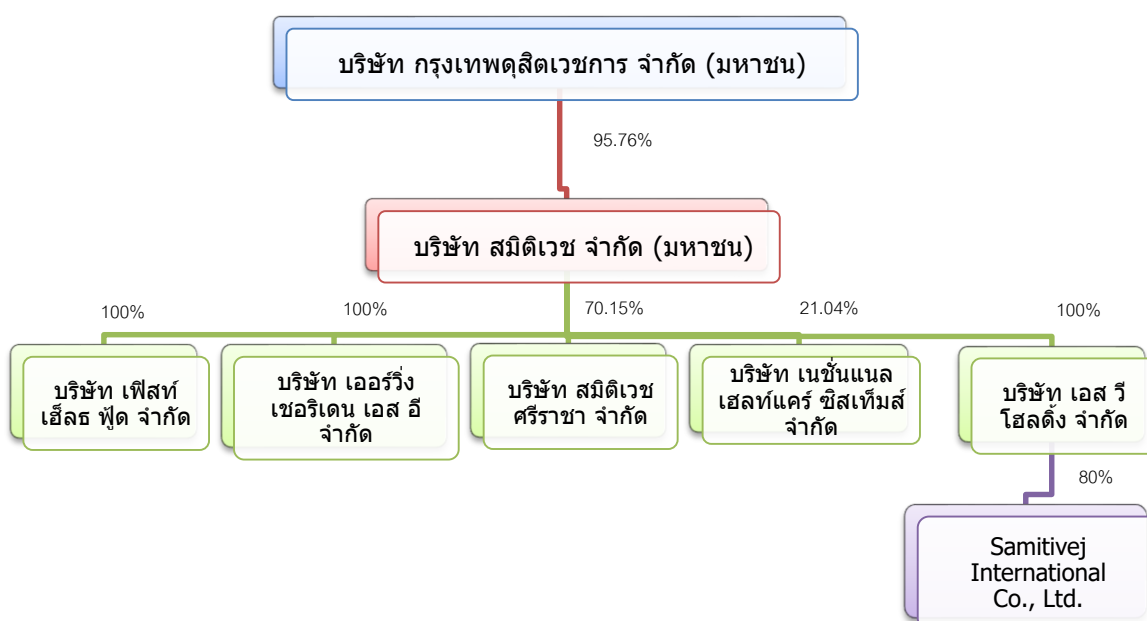 บริษัท กรุงเทพดุสิตเวชการ จำกัด (มหาชน)
95.76%
บริษัท สมิติเวช จำกัด (มหาชน)
100%
100%
70.15%
21.04%
100%
บริษัท เฟิสท์
เฮ็ลธ ฟู้ด จำกัด
บริษัท เออร์วิ่ง
เชอริเดน เอส อี
จำกัด
บริษัท สมิติเวช
ศรีราชา จำกัด
บริษัท เนชั่นแนล
เฮลท์แคร์ ซิสเท็มส์
จำกัด
บริษัท เอส วี
โฮลดิ้ง จำกัด
80%
Samitivej
International
Co., Ltd.